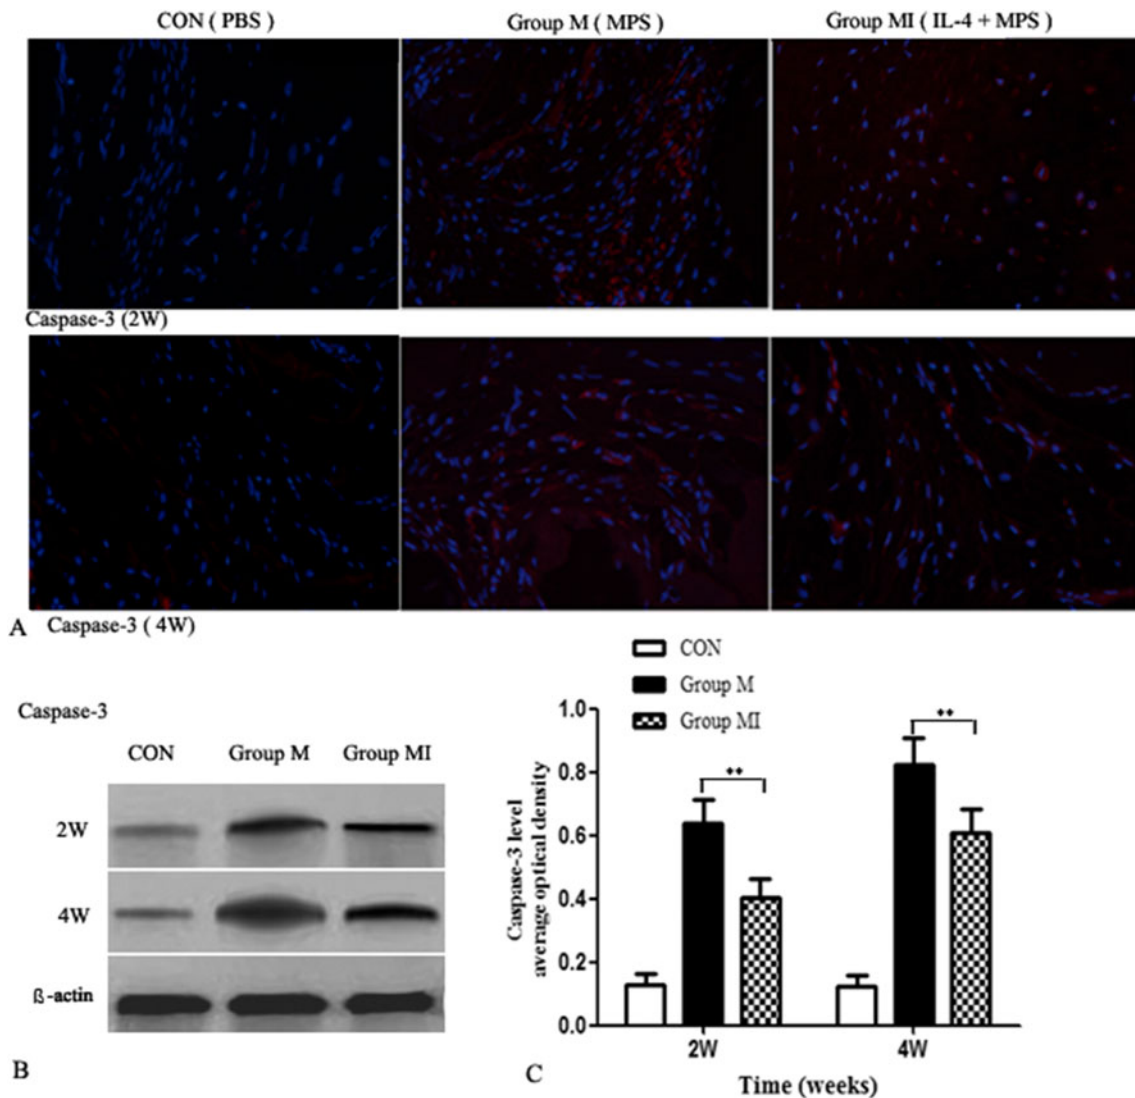 CON ( PBS )
Group M ( MPS )
Group MI ( IL-4 + MPS )
Caspase-3 (2W)
A
Caspase-3 ( 4W)
Caspase-3
CON
Group M
Group MI
2W
4W
ß-actin
B
CON
Group M
Group MI
1.0
0.8
0.6
0.4
0.2
0.0
Caspase-3 level
average optical density
**
**
2W
4W
Time (weeks)
C